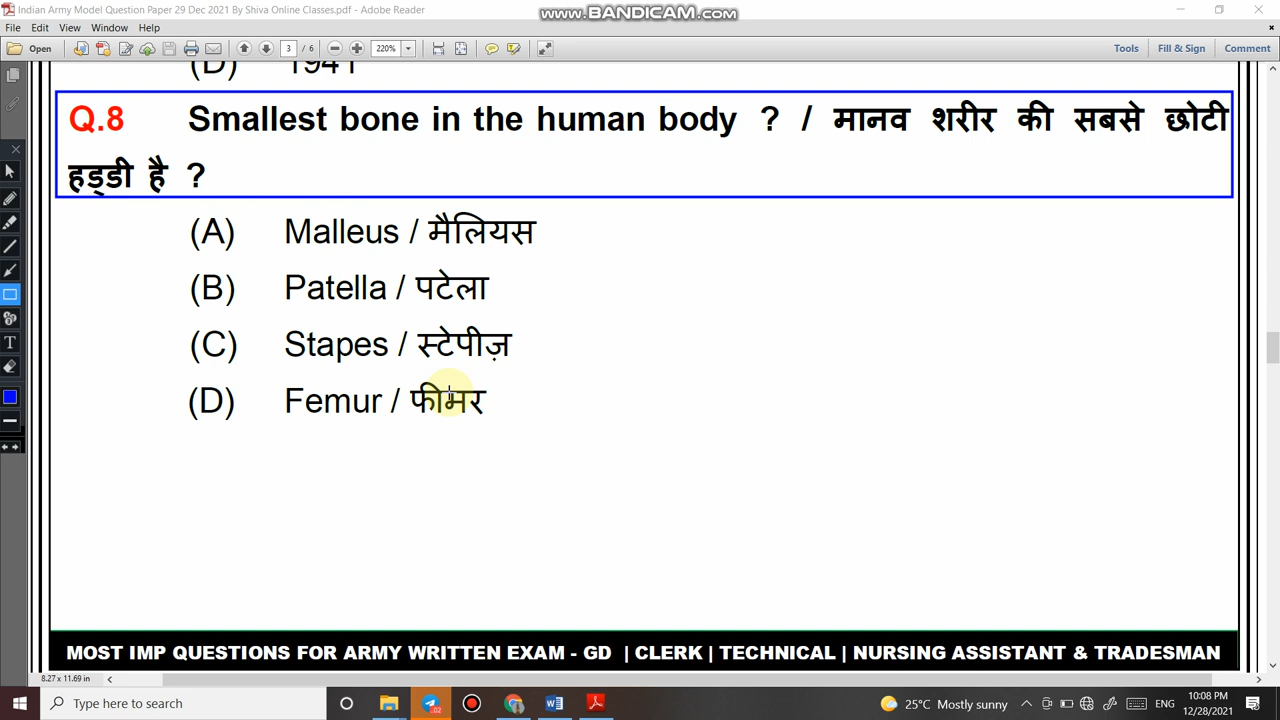 Indian Army Model Question Paper 29 Dec 2021 By Shiva Online Classes.pdf - Adobe Reader
www.BANDICAM.com
File Edit View Window Help
Open 3 / 6 220% Tools Fill & Sign Comment
(D) 1941
Q.8 Smallest bone in the human body ? / मानव शरीर की सबसे छोटी
हड्डी है ?
(A) Malleus / मैलियस
(B) Patella / पटेला
(C) Stapes / स्टेपीज़
(D) Femur / फीमर
MOST IMP QUESTIONS FOR ARMY WRITTEN EXAM - GD | CLERK | TECHNICAL | NURSING ASSISTANT & TRADESMAN
8.27 x 11.69 in
Type here to search 25°C Mostly sunny ENG 10:08 PM
12/28/2021